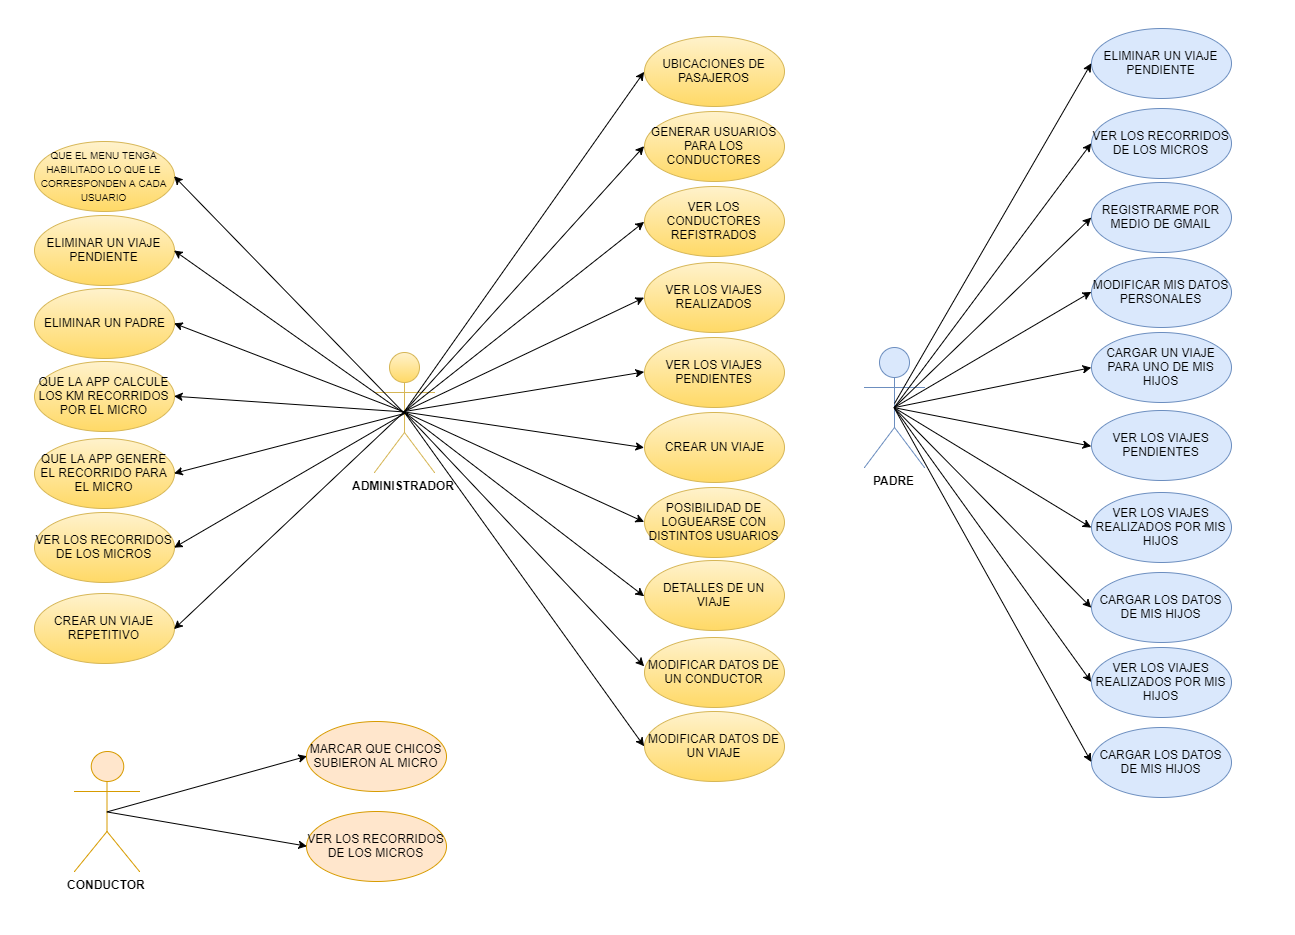 QUE EL MENU TENGA
HABILITADO LO QUE LE
CORRESPONDEN A CADA
USUARIO
ELIMINAR UN VIAJE
PENDIENTE
ELIMINAR UN PADRE
QUE LA APP CALCULE
LOS KM RECORRIDOS
POR EL MICRO
QUE LA APP GENERE
EL RECORRIDO PARA
EL MICRO
VER LOS RECORRIDOS
DE LOS MICROS
CREAR UN VIAJE
REPETITIVO
ADMINISTRADOR
UBICACIONES DE
PASAJEROS
GENERAR USUARIOS
PARA LOS
CONDUCTORES
VER LOS
CONDUCTORES
REFISTRADOS
VER LOS VIAJES
REALIZADOS
VER LOS VIAJES
PENDIENTES
CREAR UN VIAJE
POSIBILIDAD DE
LOGUEARSE CON
DISTINTOS USUARIOS
DETALLES DE UN
VIAJE
MODIFICAR DATOS DE
UN CONDUCTOR
MODIFICAR DATOS DE
UN VIAJE
PADRE
ELIMINAR UN VIAJE
PENDIENTE
VER LOS RECORRIDOS
DE LOS MICROS
REGISTRARME POR
MEDIO DE GMAIL
MODIFICAR MIS DATOS
PERSONALES
CARGAR UN VIAJE
PARA UNO DE MIS
HIJOS
VER LOS VIAJES
PENDIENTES
VER LOS VIAJES
REALIZADOS POR MIS
HIJOS
CARGAR LOS DATOS
DE MIS HIJOS
VER LOS VIAJES
REALIZADOS POR MIS
HIJOS
CARGAR LOS DATOS
DE MIS HIJOS
CONDUCTOR
MARCAR QUE CHICOS
SUBIERON AL MICRO
VER LOS RECORRIDOS
DE LOS MICROS